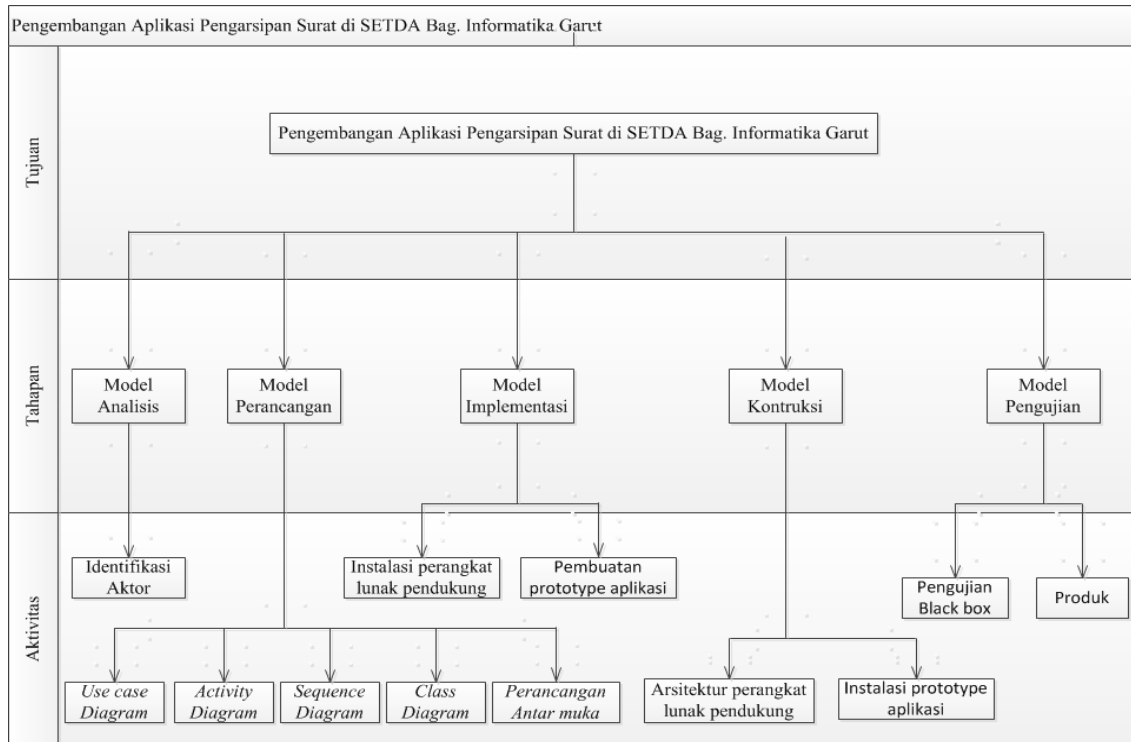 Pengembangan Aplikasi Pengarsipan Surat di SETDA Bag. Informatika Garut
Tujuan
Pengembangan Aplikasi Pengarsipan Surat di SETDA Bag. Informatika Garut
Tahapan
Model
Analisis
Model
Perancangan
Model
Implementasi
Model
Kontruksi
Model
Pengujian
Aktivitas
Identifikasi
Aktor
Instalasi perangkat
lunak pendukung
Pembuatan
prototype aplikasi
Pengujian
Black box
Produk
Use case
Diagram
Activity
Diagram
Sequence
Diagram
Class
Diagram
Perancangan
Antar muka
Arsitektur perangkat
lunak pendukung
Instalasi prototype
aplikasi